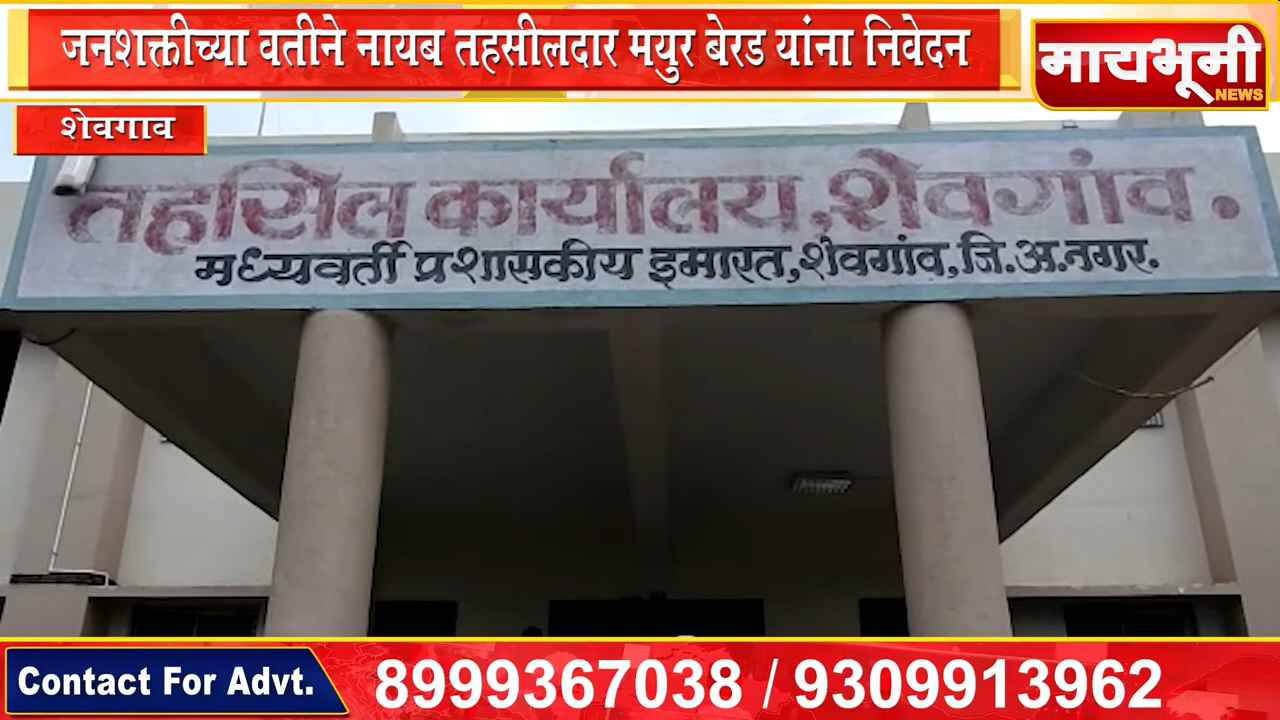 जनशक्तीच्या वतीने नायब तहसीलदार मयुर बेरड यांना निवेदन
मायभूमी
NEWS
शेवगाव
तहसिल कार्यालय, शेवगांव.
मध्यवर्ती प्रशासकीय इमारत, शेवगांव, जि.अ.नगर.
Contact For Advt.
8999367038 / 9309913962